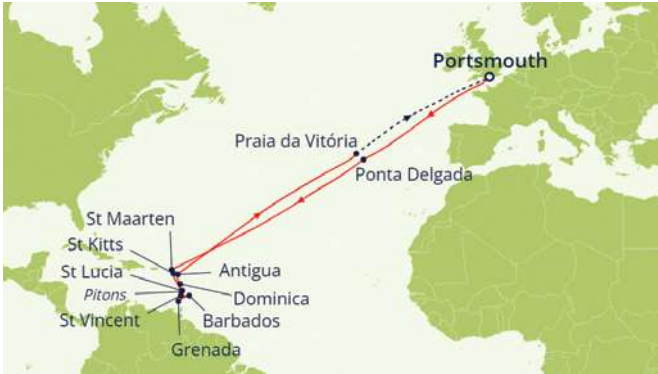 Portsmouth
Praia da Vitória
Ponta Delgada
St Maarten
St Kitts
Antigua
St Lucia
Pitons
Dominica
St Vincent
Barbados
Grenada